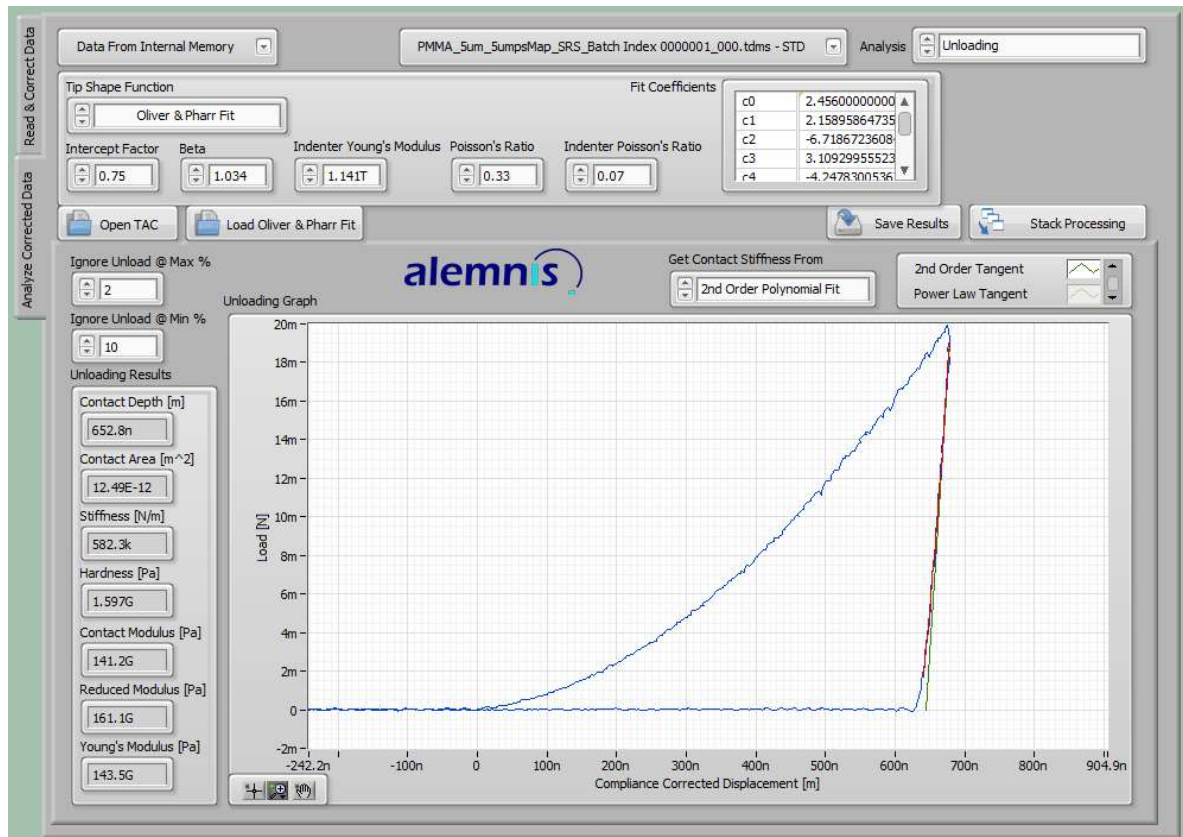 Read & Correct Data
Analyze Corrected Data
Data From Internal Memory
PMMA_5um_5umpsMap_SRS_Batch Index 0000001_000.tdms - STD
Analysis
Unloading
Tip Shape Function
Oliver & Pharr Fit
Fit Coefficients
c0 2.45600000000
c1 2.15895864735
c2 -6.7186723608
c3 3.10929955523
c4 -4.2478300536
Intercept Factor
0.75
Beta
1.034
Indenter Young's Modulus
1.141T
Poisson's Ratio
0.33
Indenter Poisson's Ratio
0.07
Open TAC
Load Oliver & Pharr Fit
Save Results
Stack Processing
Ignore Unload @ Max %
2
Ignore Unload @ Min %
10
alemnis
Get Contact Stiffness From
2nd Order Polynomial Fit
2nd Order Tangent
Power Law Tangent
Unloading Results
Contact Depth [m]
652.8n
Contact Area [m^2]
12.49E-12
Stiffness [N/m]
582.3k
Hardness [Pa]
1.597G
Contact Modulus [Pa]
141.2G
Reduced Modulus [Pa]
161.1G
Young's Modulus [Pa]
143.5G
Unloading Graph
Load [N]
20m
18m
16m
14m
12m
10m
8m
6m
4m
2m
0
-2m
-242.2n -100n 0 100n 200n 300n 400n 500n 600n 700n 800n 904.9n
Compliance Corrected Displacement [m]